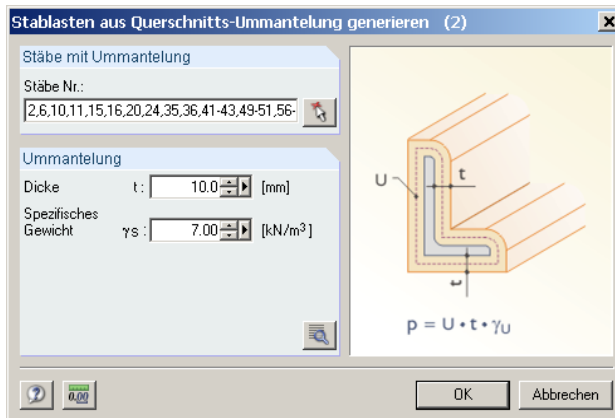 Stablasten aus Querschnitts-Ummantelung generieren (2)
Stäbe mit Ummantelung
Stäbe Nr.:
2,6,10,11,15,16,20,24,35,36,41-43,49-51,56-
Ummantelung
Dicke t : 10.0 [mm]
Spezifisches
Gewicht γs : 7.00 [kN/m³]
U
t
t
p = U • t • γU
0.00
OK
Abbrechen